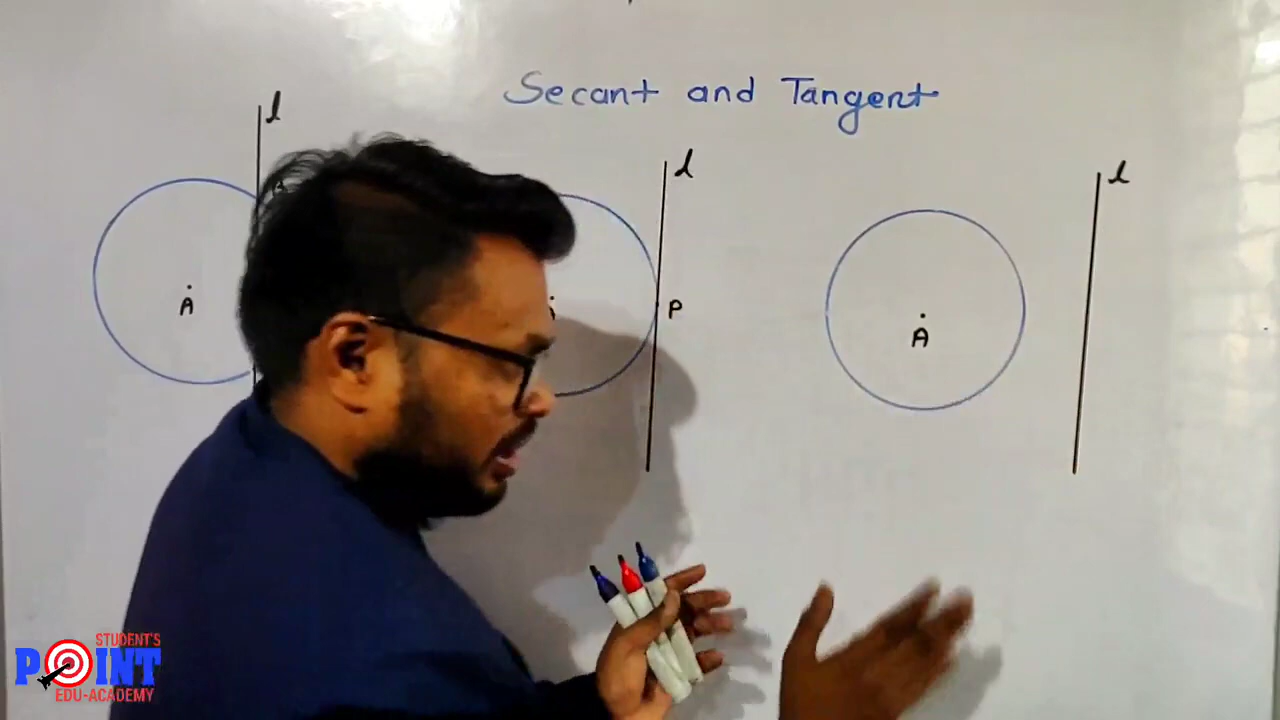 Secant and Tangent
l
l
l
A
P
A
STUDENT'S
POINT
EDU-ACADEMY